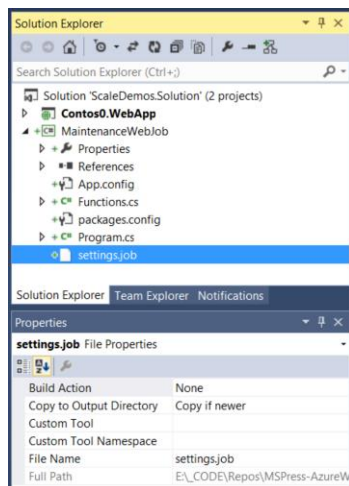 Solution Explorer
Search Solution Explorer (Ctrl+;)
Solution 'ScaleDemos.Solution' (2 projects)
Contos0.WebApp
MaintenanceWebJob
Properties
References
App.config
Functions.cs
packages.config
Program.cs
settings.job
Solution Explorer Team Explorer Notifications
Properties
settings.job File Properties
Build Action None
Copy to Output Directory Copy if newer
Custom Tool
Custom Tool Namespace
File Name settings.job
Full Path E:\_CODE\Repos\MSPress-AzureW